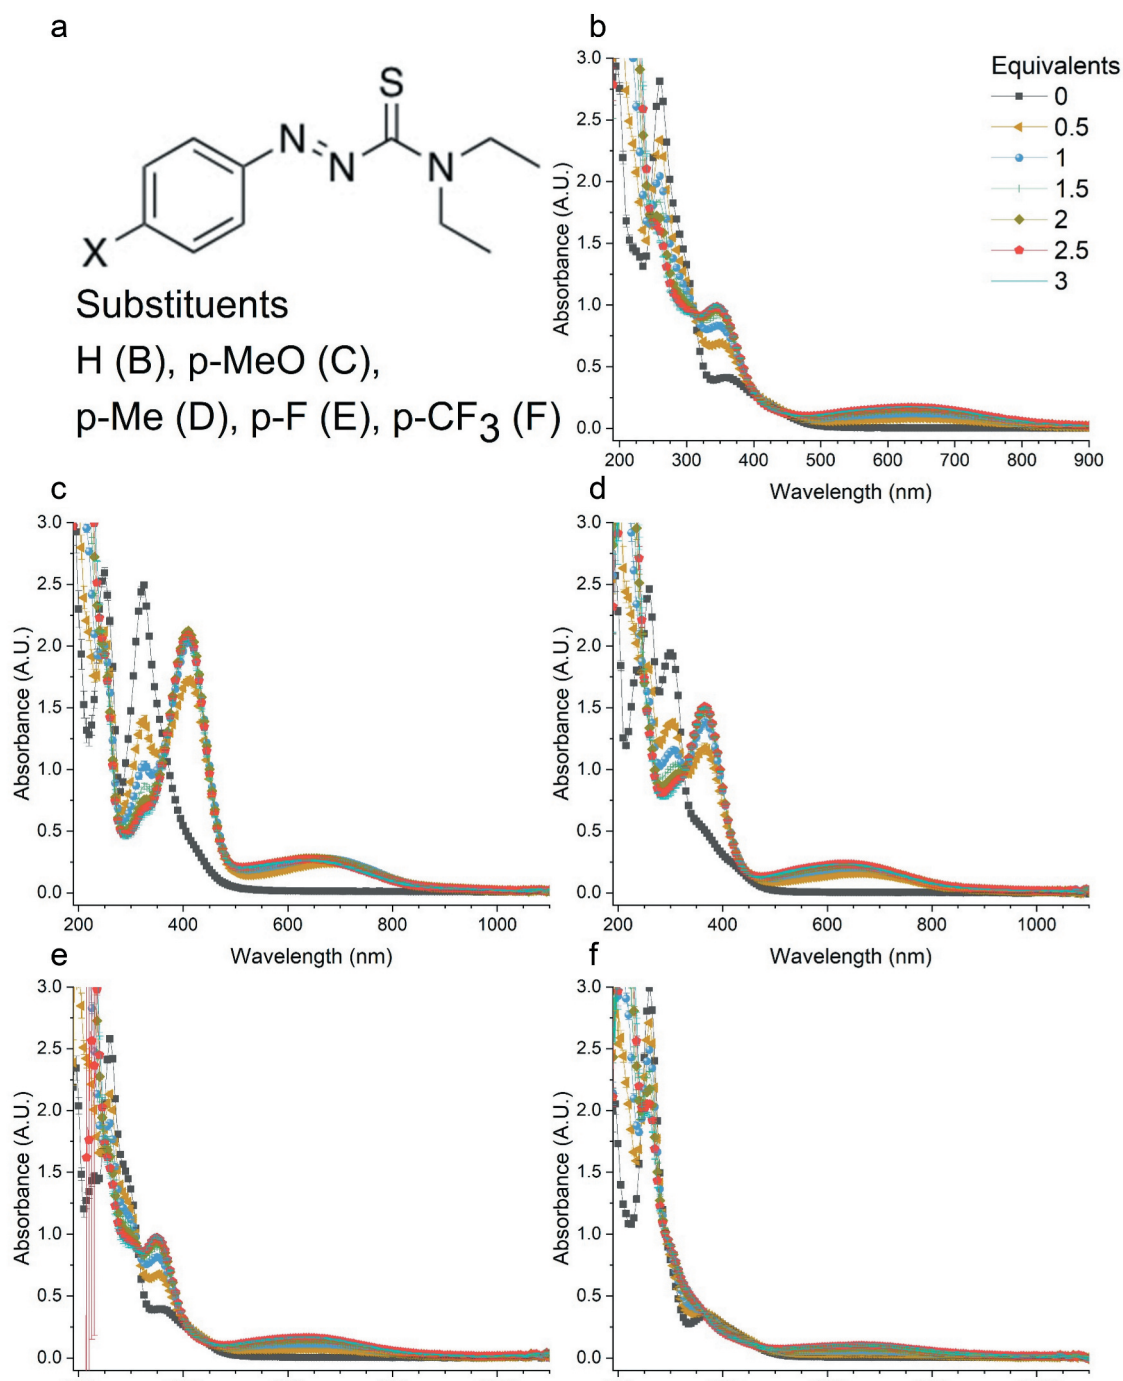 a
S
N
N
N
X
Substituents
H (B), p-MeO (C),
p-Me (D), p-F (E), p-CF3 (F)
b
3.0
2.5
2.0
1.5
1.0
0.5
0.0
Absorbance (A.U.)
200 300 400 500 600 700 800 900
Wavelength (nm)
Equivalents
0
0.5
1
1.5
2
2.5
3
c
3.0
2.5
2.0
1.5
1.0
0.5
0.0
Absorbance (A.U.)
200 400 600 800 1000
Wavelength (nm)
d
3.0
2.5
2.0
1.5
1.0
0.5
0.0
Absorbance (A.U.)
200 400 600 800 1000
Wavelength (nm)
e
3.0
2.5
2.0
1.5
1.0
0.5
0.0
Absorbance (A.U.)
f
3.0
2.5
2.0
1.5
1.0
0.5
0.0
Absorbance (A.U.)